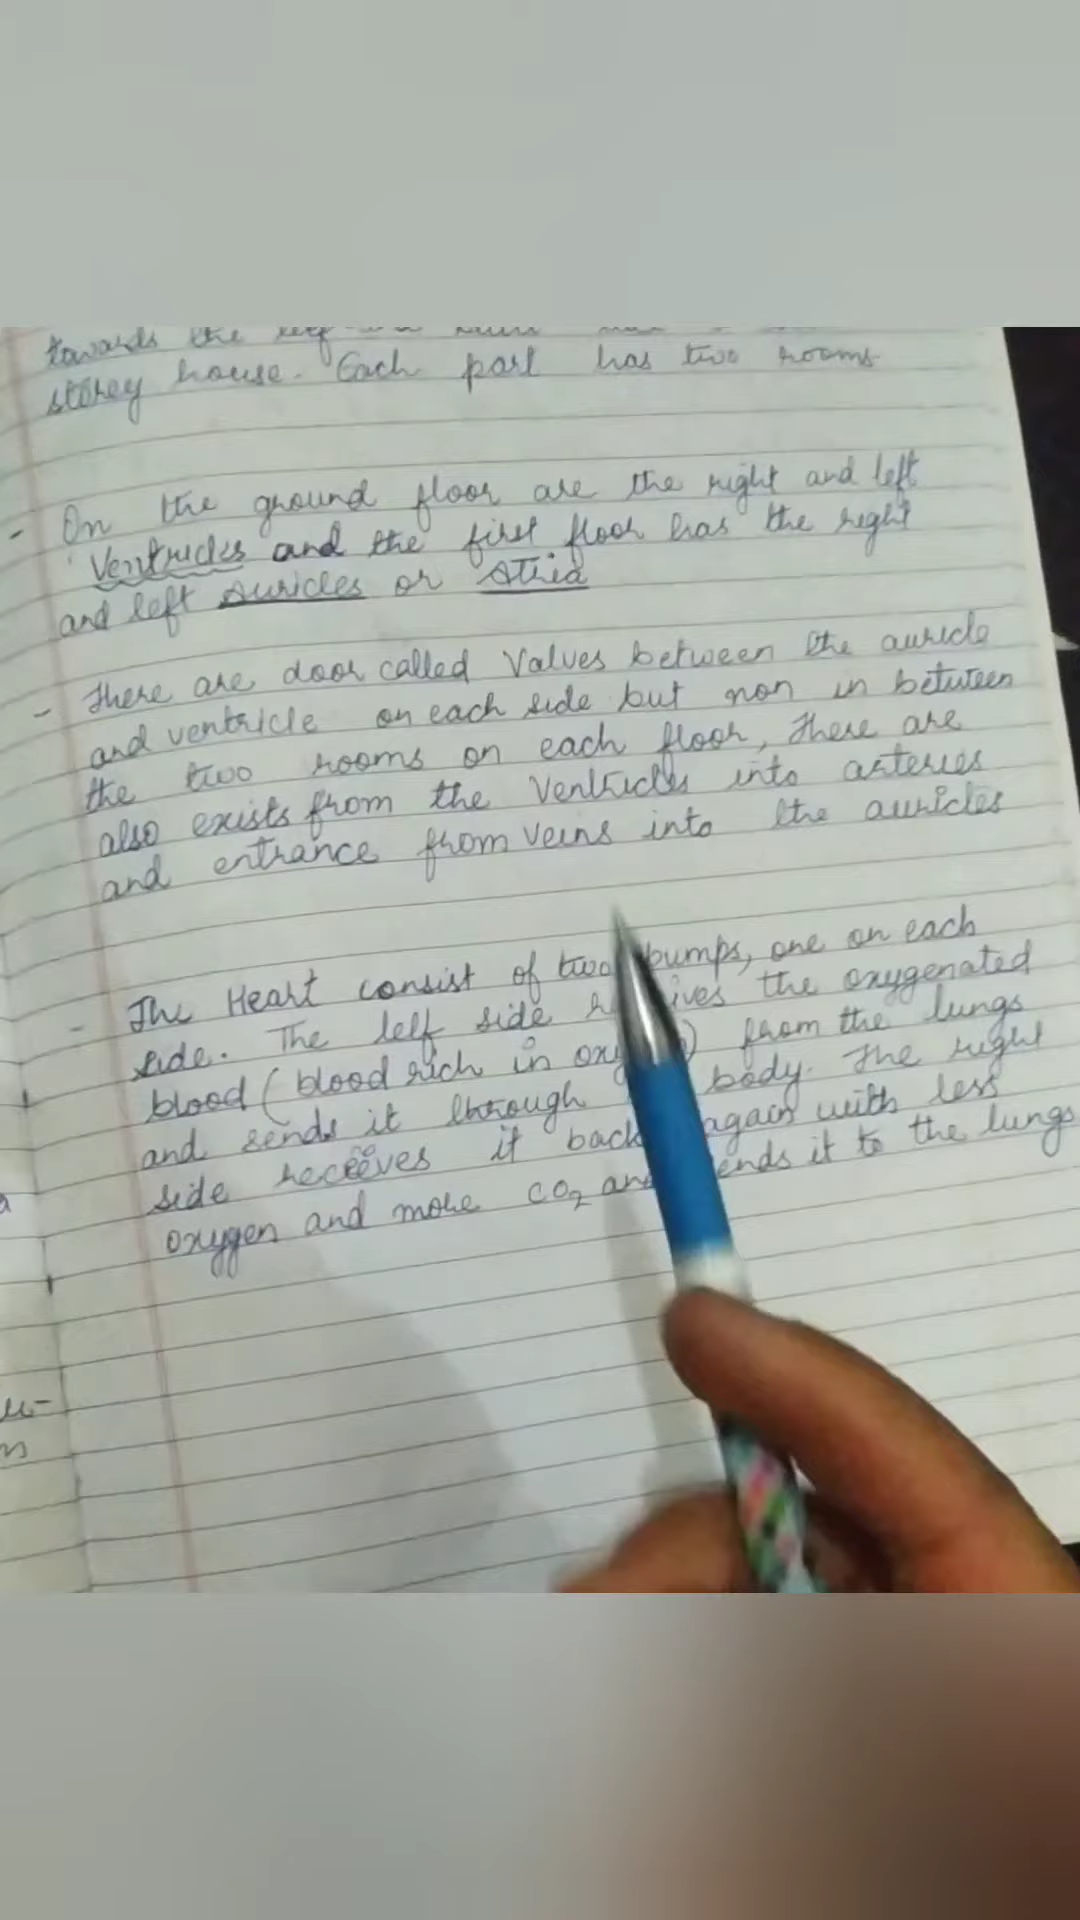 towards the
storey house. Each part has two rooms
- On the ground floor are the right and left
Ventricles and the first floor has the right
and left auricles or atria
- There are door called Valves between the auricle
and ventricle on each side but non in between
the two rooms on each floor, there are
also exists from the Ventricles into arteries
and entrance from veins into the auricles
- The Heart consist of two pumps, one on each
side. The left side the oxygenated
blood (blood rich in from the lungs
and sends it through body. The right
side receives it back again with less
oxygen and more CO2 and it to the lungs